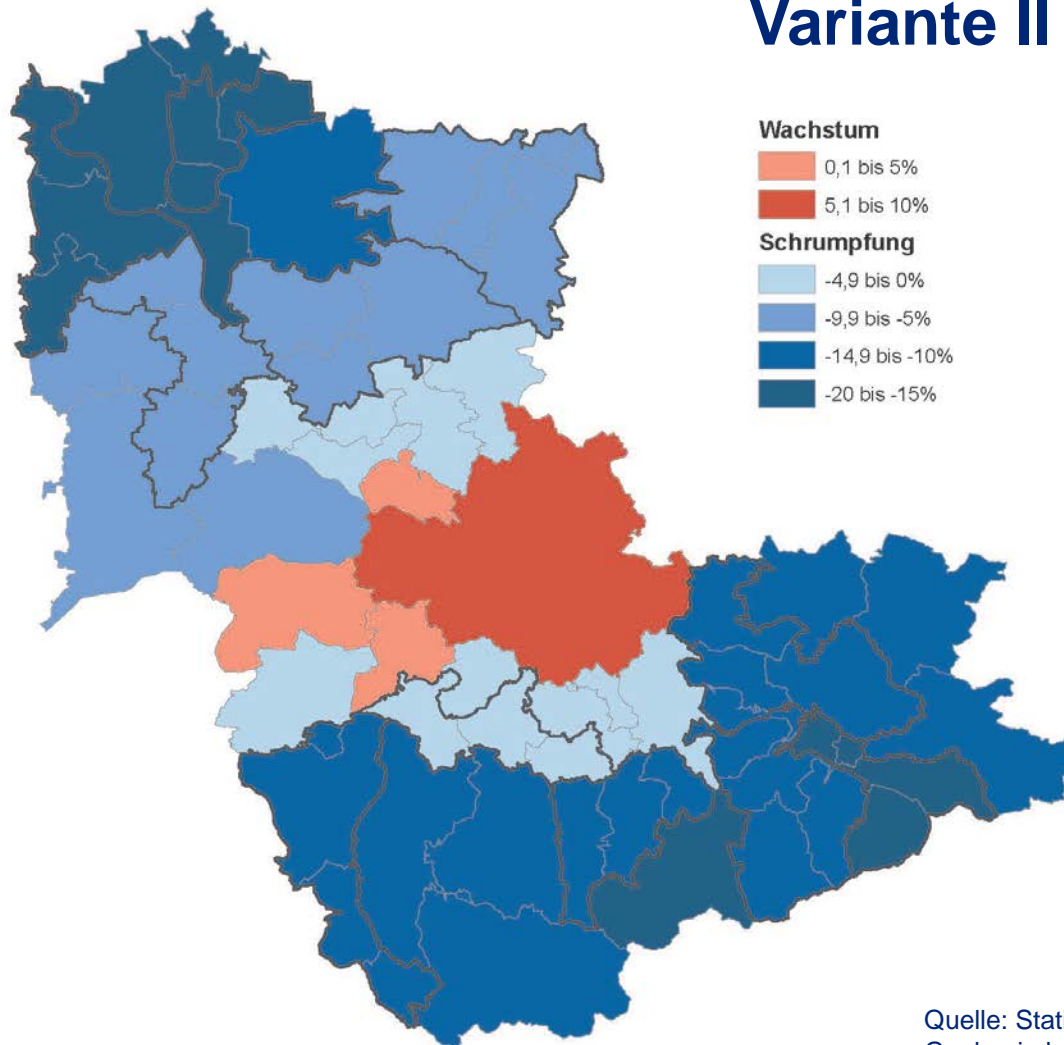 Variante II
Wachstum
0,1 bis 5%
5,1 bis 10%
Schrumpfung
-4,9 bis 0%
-9,9 bis -5%
-14,9 bis -10%
-20 bis -15%
Quelle: Stat